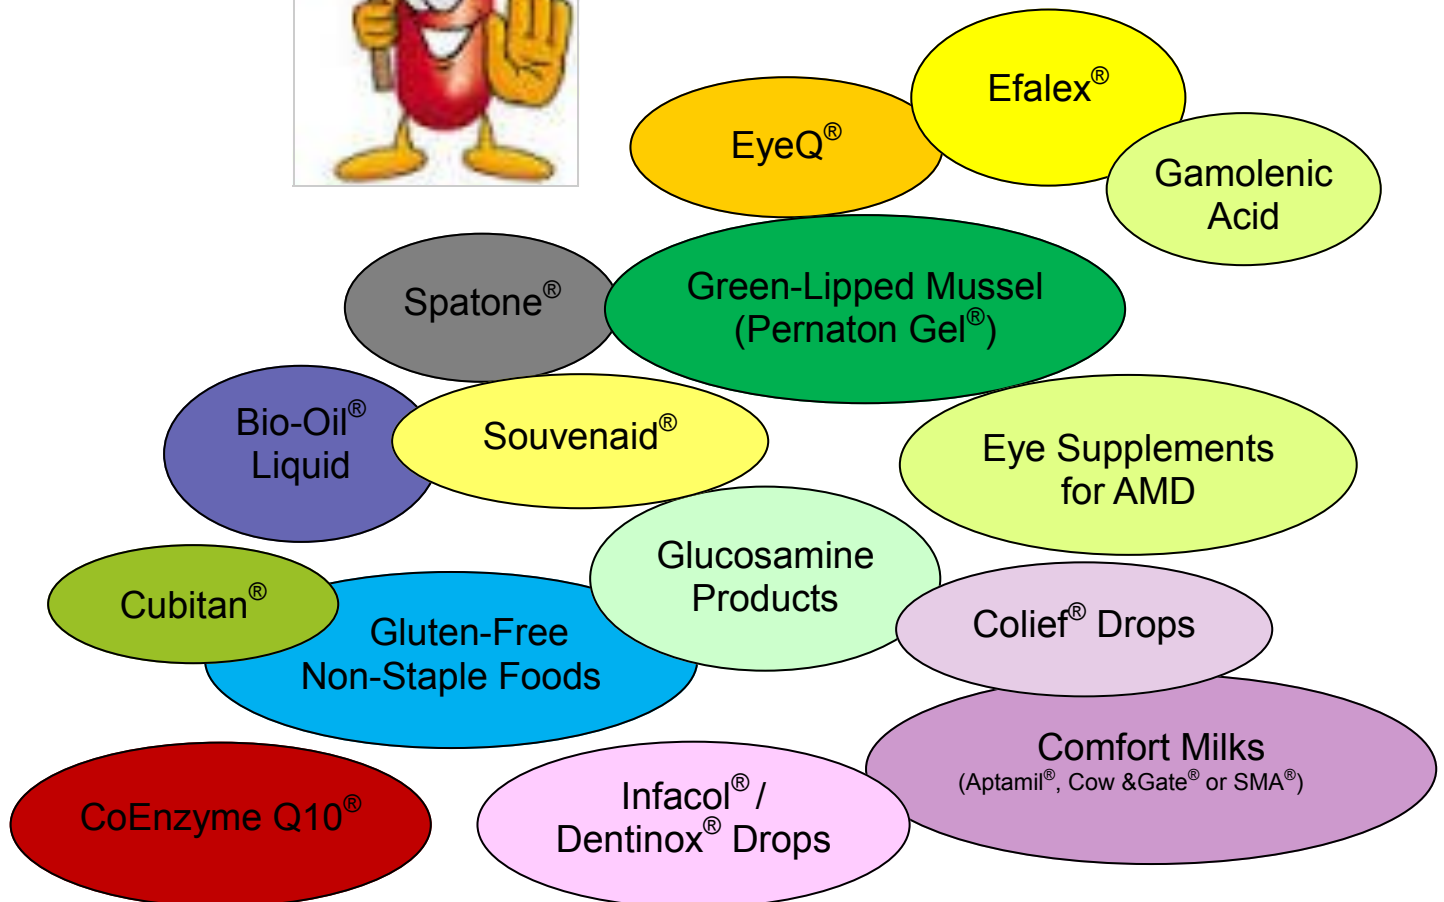 Efalex®
EyeQ®
Gamolenic
Acid
Spatone®
Green-Lipped Mussel
(Pernaton Gel®)
Bio-Oil®
Liquid
Souvenaid®
Eye Supplements
for AMD
Glucosamine
Products
Cubitan®
Gluten-Free
Non-Staple Foods
Colief® Drops
Comfort Milks
(Aptamil®, Cow &Gate® or SMA®)
CoEnzyme Q10®
Infacol® /
Dentinox® Drops